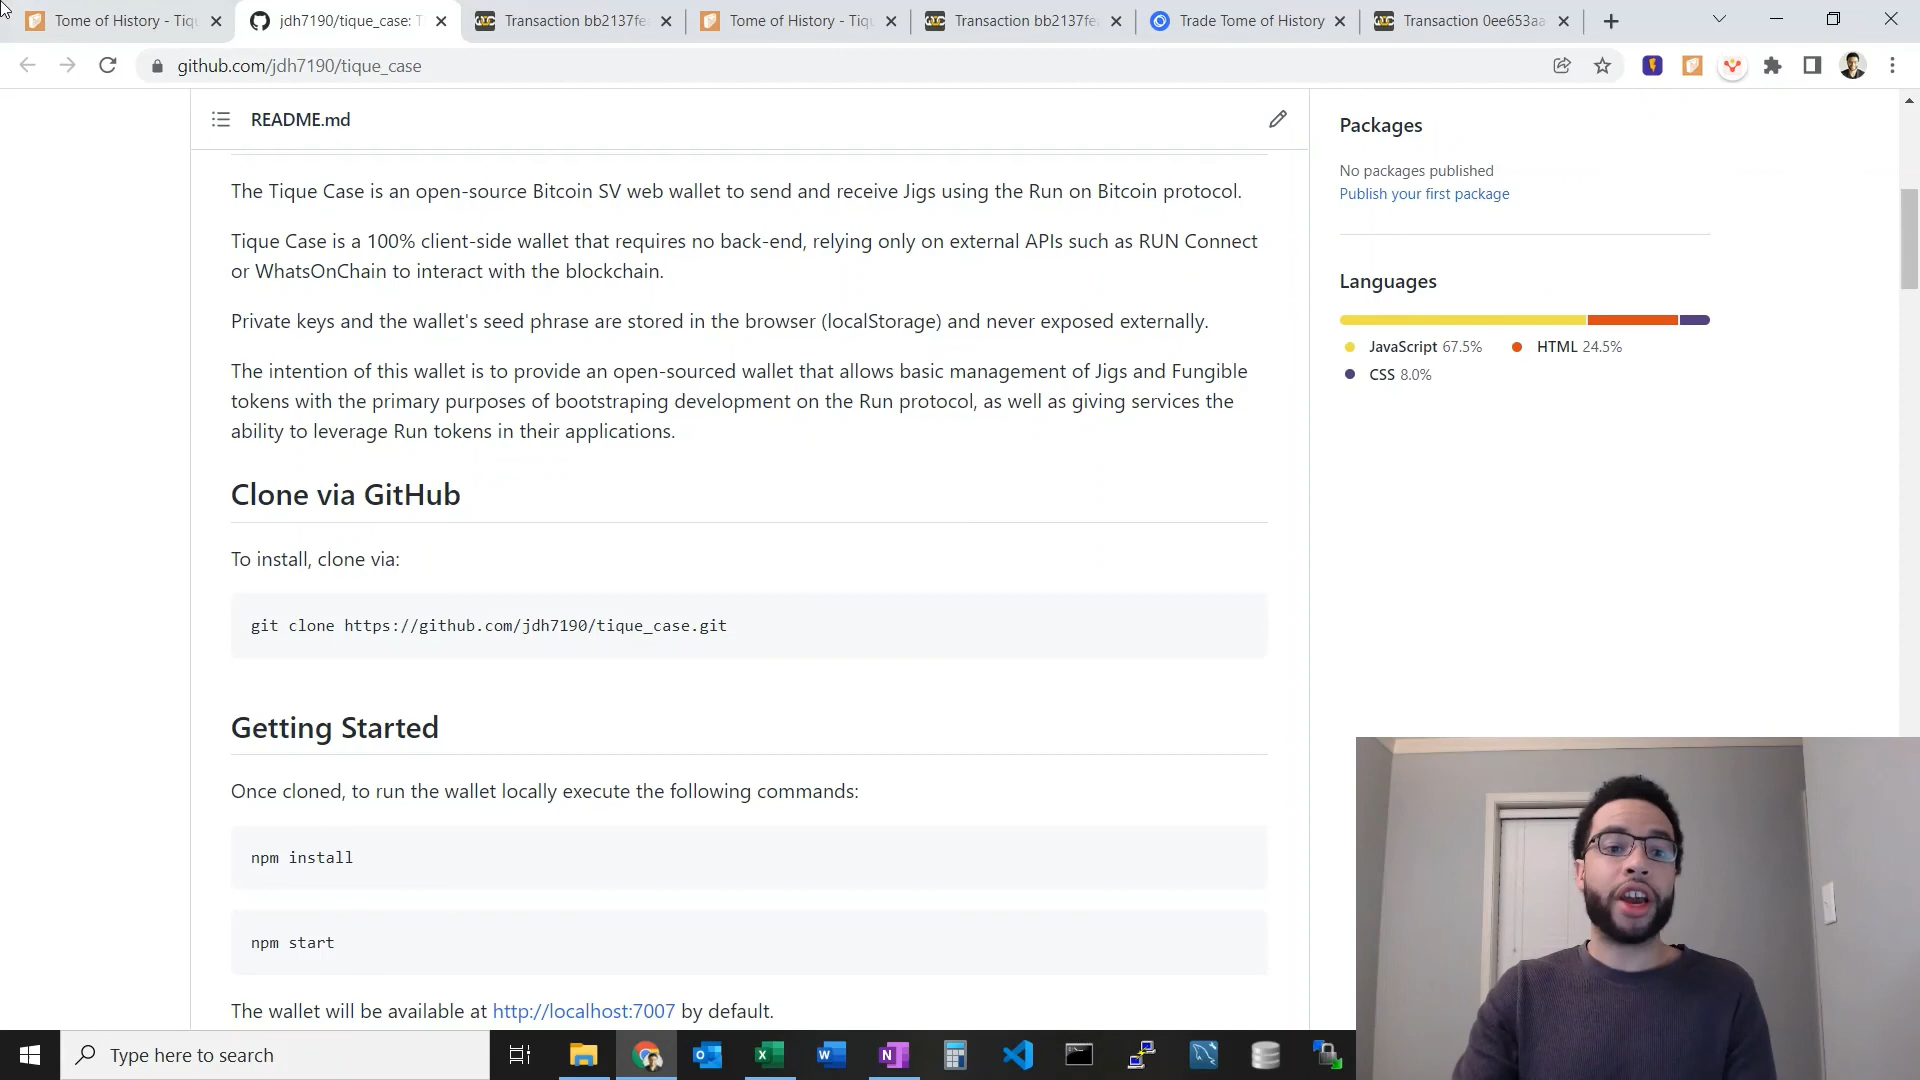 Tome of History - Tiqu
jdh7190/tique_case: T
Transaction bb2137fe
Tome of History - Tiqu
Transaction bb2137fe
Trade Tome of History
Transaction 0ee653aa
github.com/jdh7190/tique_case
README.md
The Tique Case is an open-source Bitcoin SV web wallet to send and receive Jigs using the Run on Bitcoin protocol.
Tique Case is a 100% client-side wallet that requires no back-end, relying only on external APIs such as RUN Connect
or WhatsOnChain to interact with the blockchain.
Private keys and the wallet's seed phrase are stored in the browser (localStorage) and never exposed externally.
The intention of this wallet is to provide an open-sourced wallet that allows basic management of Jigs and Fungible
tokens with the primary purposes of bootstraping development on the Run protocol, as well as giving services the
ability to leverage Run tokens in their applications.
Clone via GitHub
To install, clone via:
git clone https://github.com/jdh7190/tique_case.git
Getting Started
Once cloned, to run the wallet locally execute the following commands:
npm install
npm start
The wallet will be available at http://localhost:7007 by default.
Packages
No packages published
Publish your first package
Languages
JavaScript 67.5% HTML 24.5%
CSS 8.0%
Type here to search